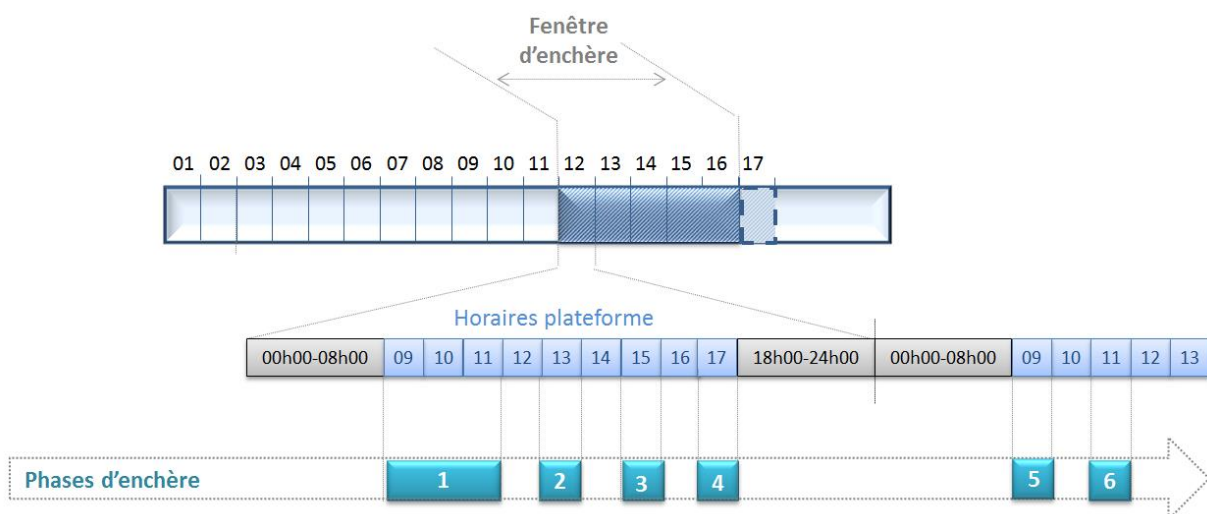 Fenêtre
d'enchère
01 02 03 04 05 06 07 08 09 10 11 12 13 14 15 16 17
Horaires plateforme
00h00-08h00 09 10 11 12 13 14 15 16 17 18h00-24h00 00h00-08h00 09 10 11 12 13
Phases d'enchère 1 2 3 4 5 6